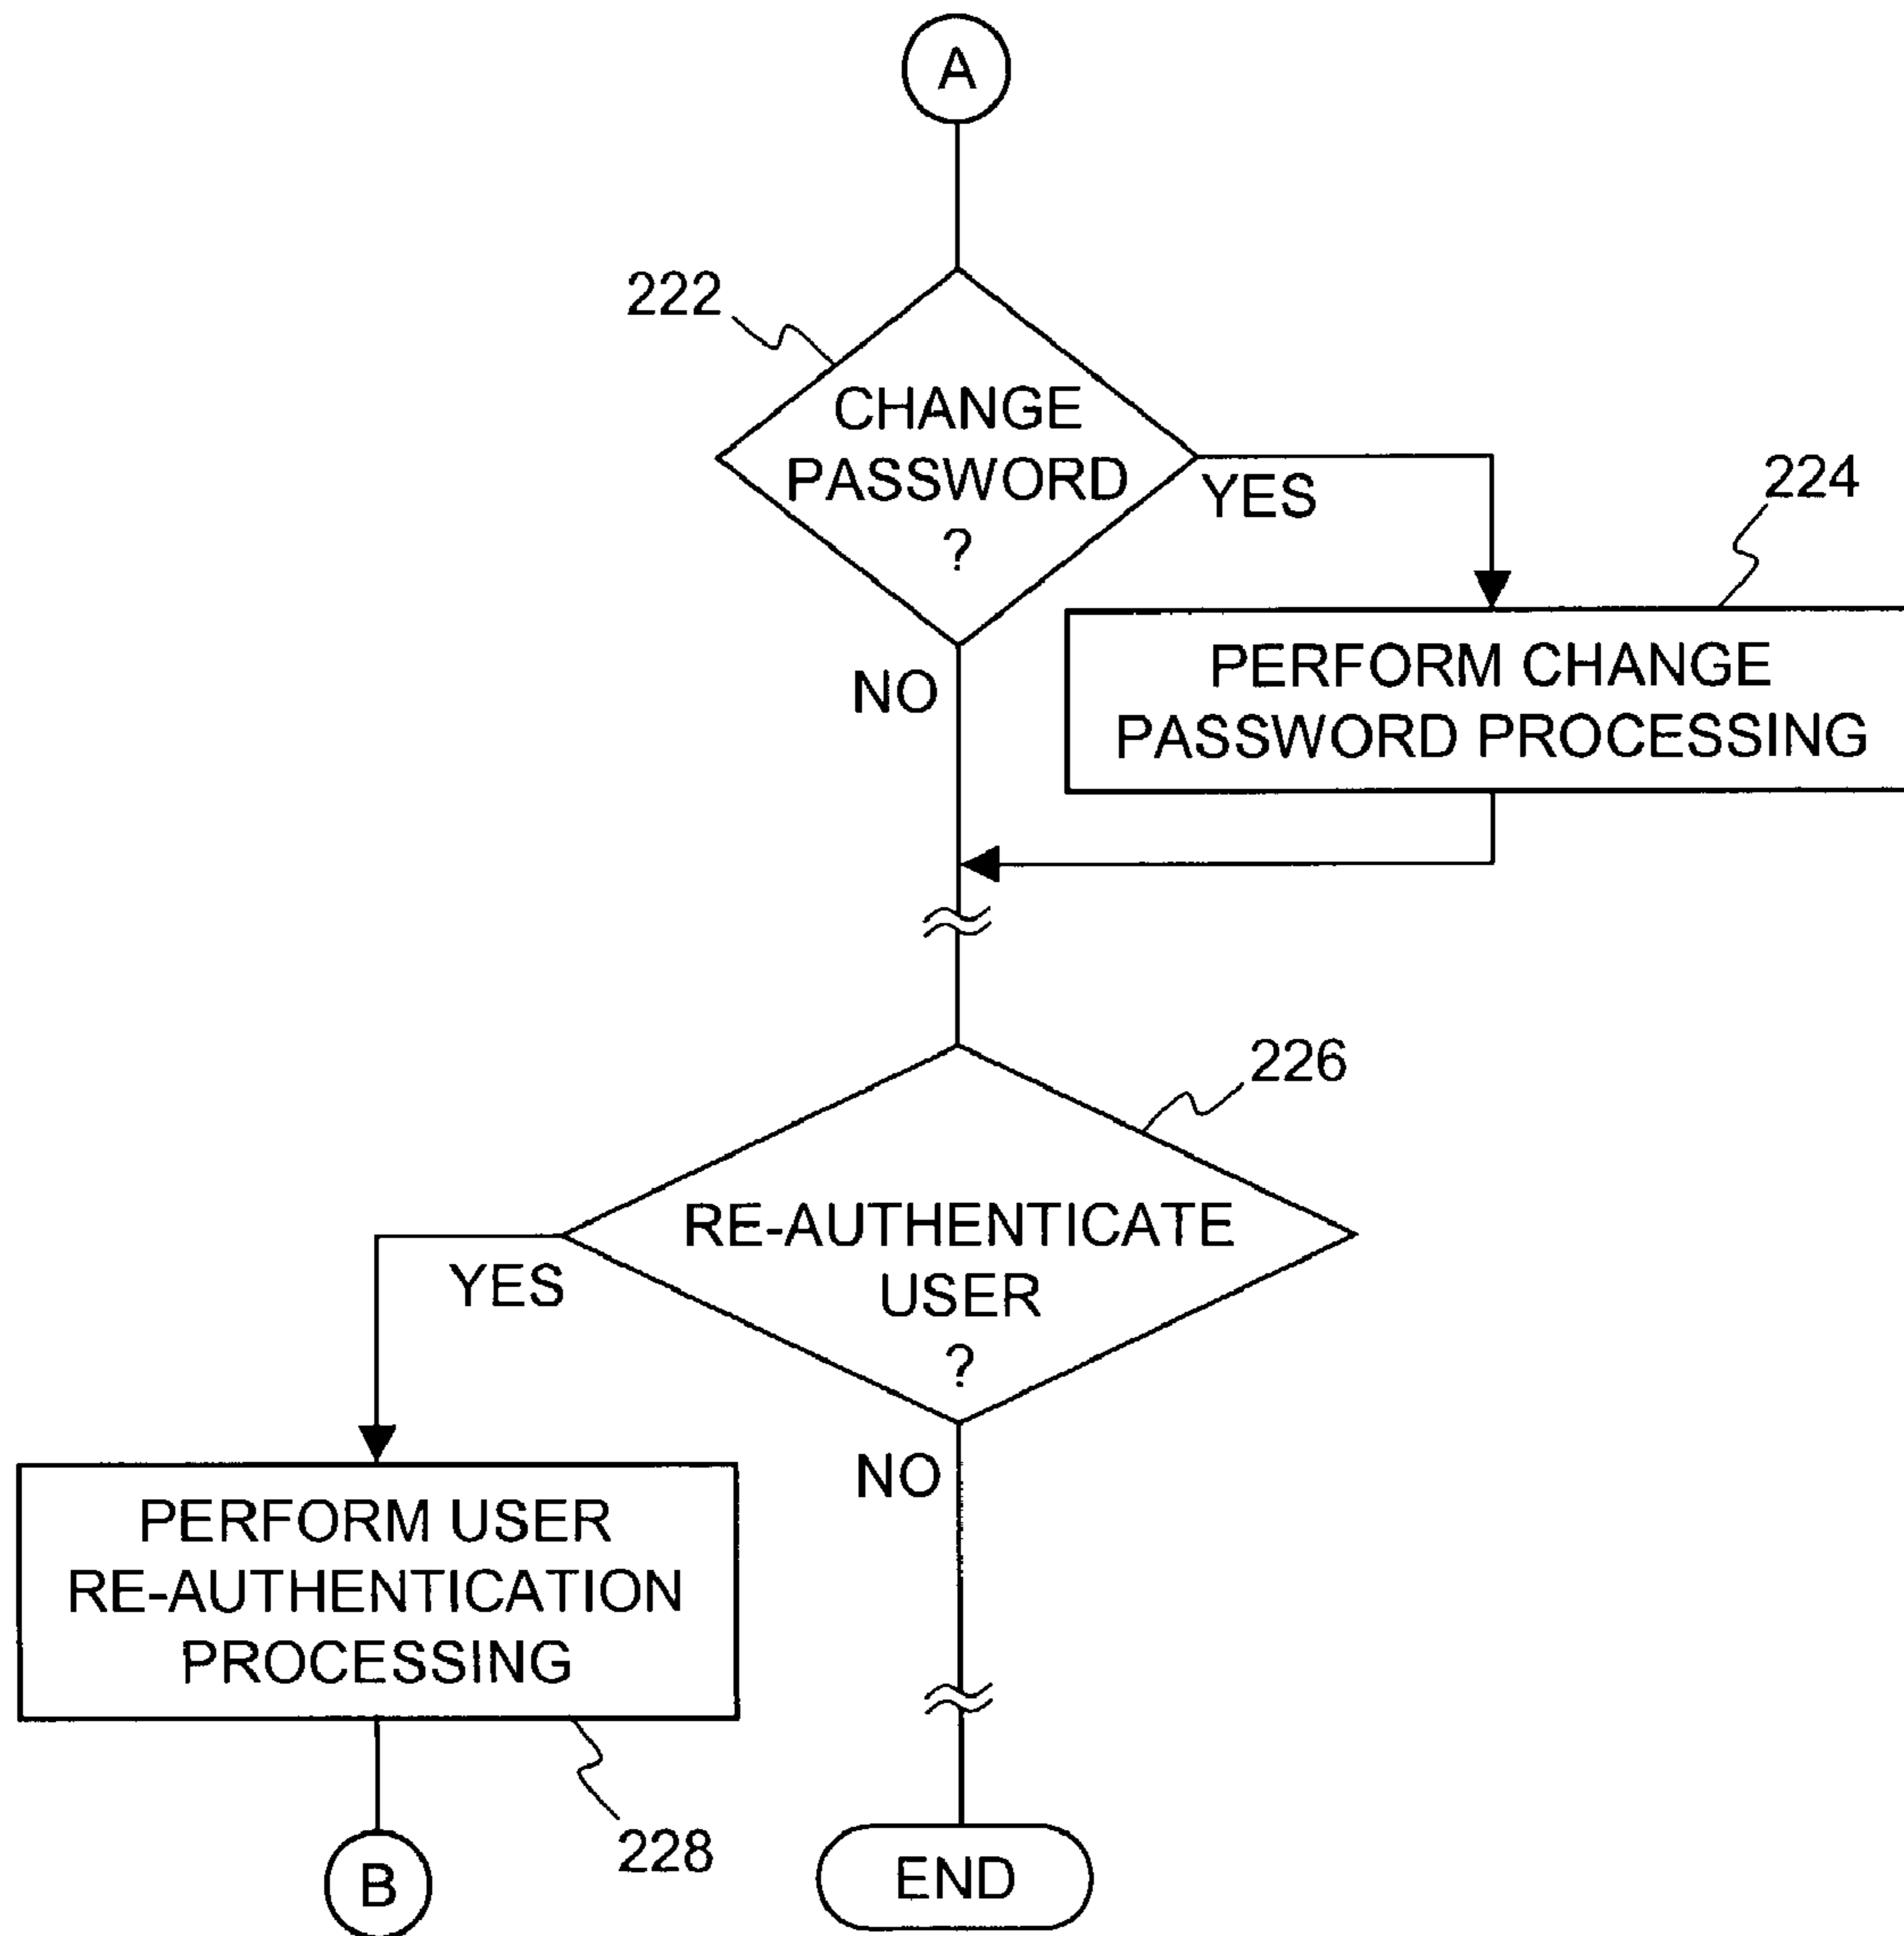 A
222
CHANGE
PASSWORD
?
YES
224
PERFORM CHANGE
PASSWORD PROCESSING
NO
226
RE-AUTHENTICATE
USER
?
YES
NO
PERFORM USER
RE-AUTHENTICATION
PROCESSING
228
B
END